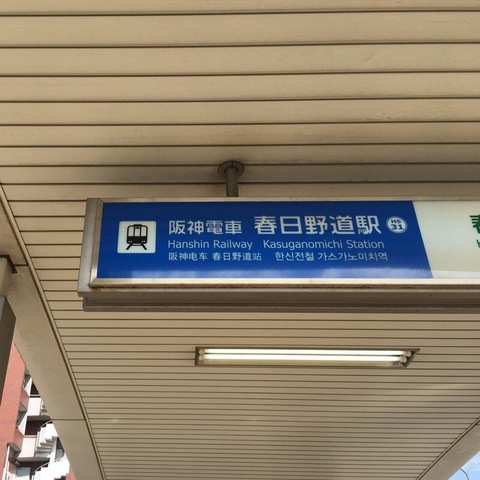 阪神電車 春日野道駅 HS 31
Hanshin Railway Kasuganomichi Station
阪神电车 春日野道站 한신전철 가스가노미치역